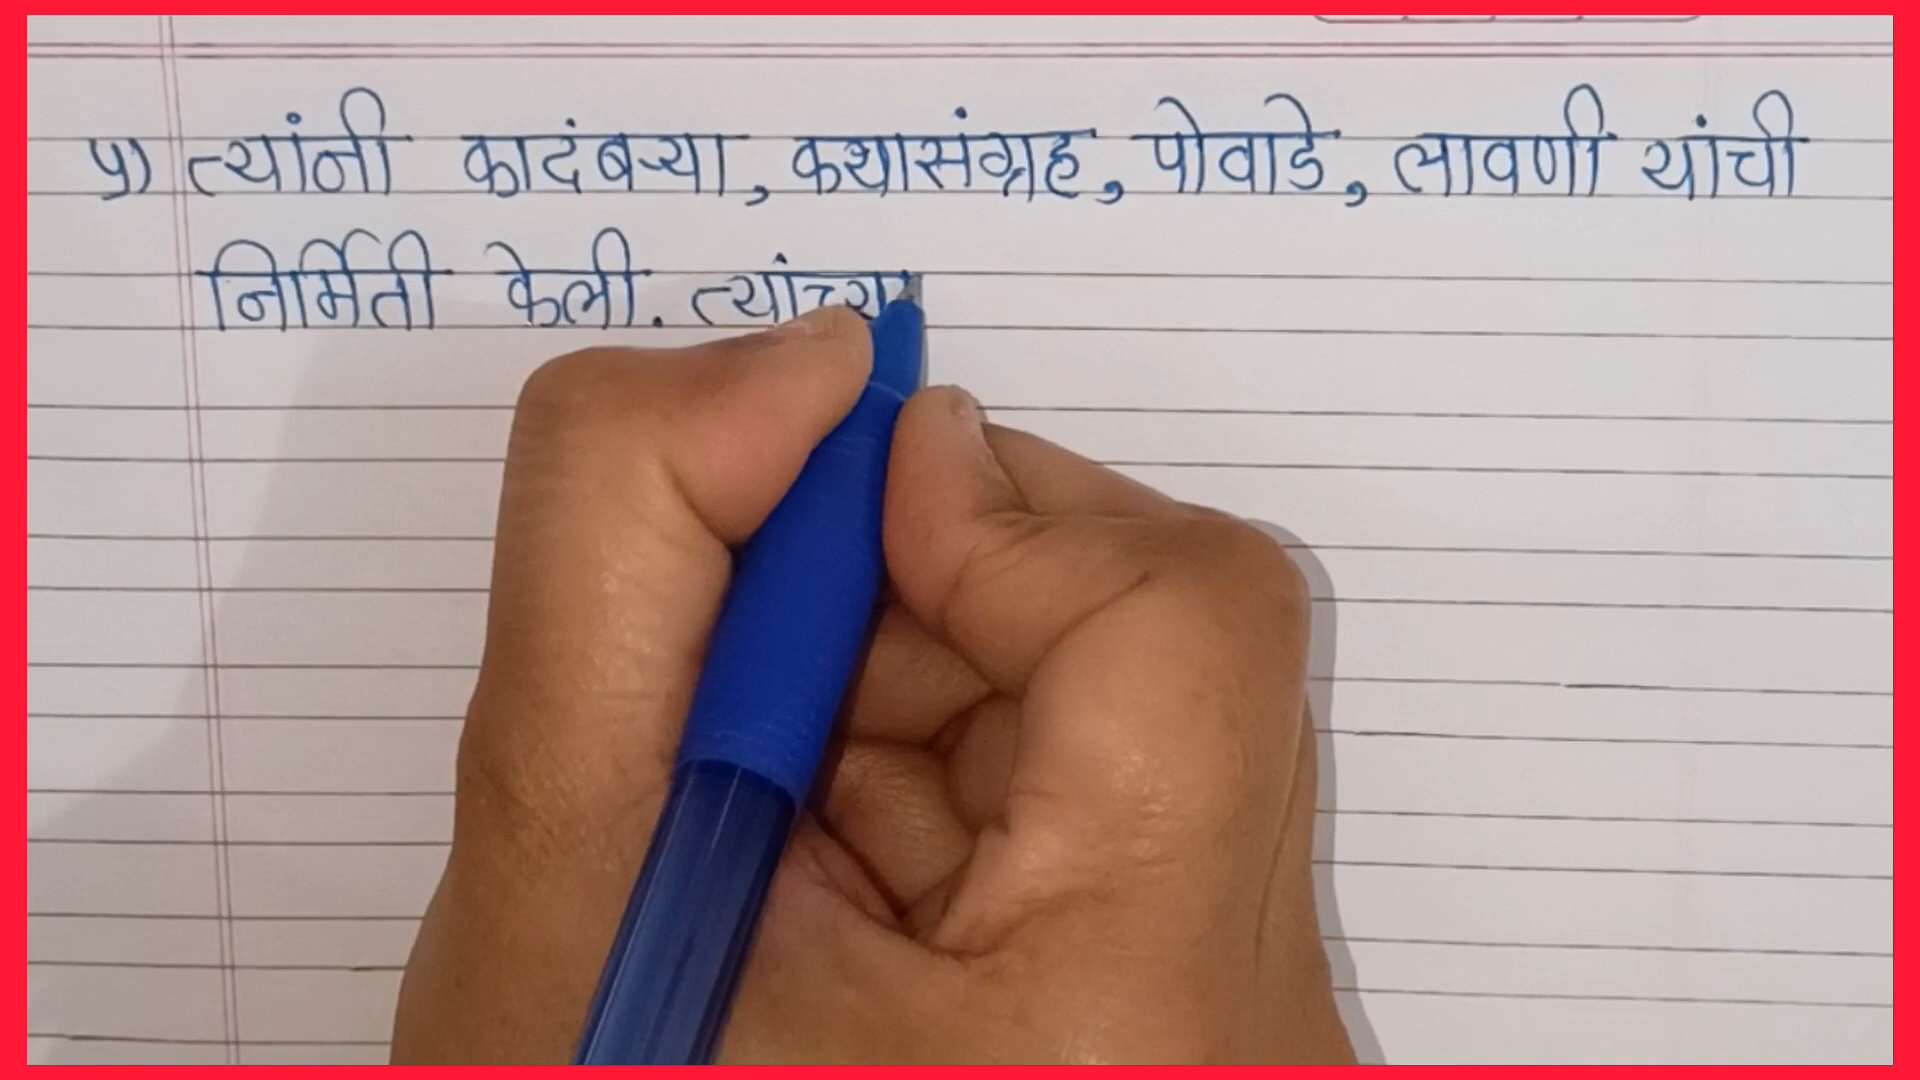 ५) त्यांनी कादंबऱ्या, कथासंग्रह, पोवाडे, लावणी यांची
निर्मिती केली. त्यांच्य